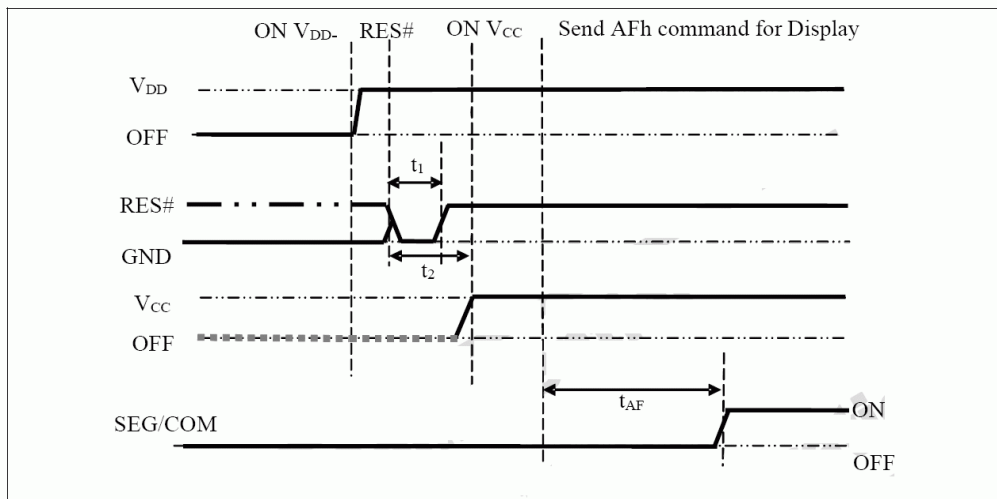 ON VDD- RES# ON VCC Send AFh command for Display
VDD
OFF
t1
RES#
GND
t2
VCC
OFF
tAF
ON
SEG/COM
OFF